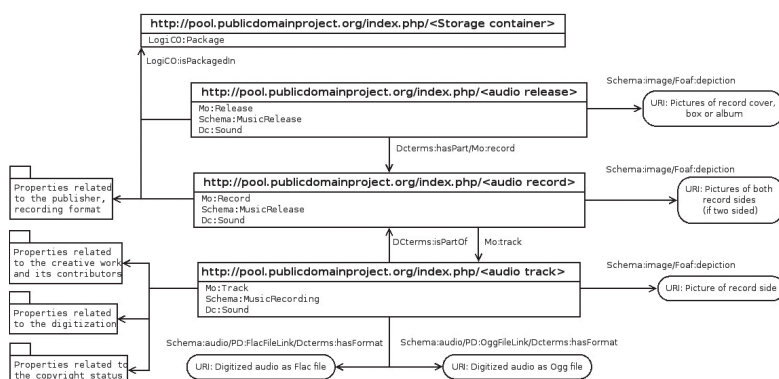 http://pool.publicdomainproject.org/index.php/<Storage container>
LogiCO:Package
LogiCO:isPackagedIn
http://pool.publicdomainproject.org/index.php/<audio release>
Mo:Release
Schema:MusicRelease
Dc:Sound
Schema:image/Foaf:depiction
URI: Pictures of record cover,
box or album
Dcterms:hasPart/Mo:record
http://pool.publicdomainproject.org/index.php/<audio record>
Mo:Record
Schema:MusicRelease
Dc:Sound
Schema:image/Foaf:depiction
URI: Pictures of both
record sides
(if two sided)
Properties related
to the publisher,
recording format
DCterms:isPartOf
Mo:track
http://pool.publicdomainproject.org/index.php/<audio track>
Mo:Track
Schema:MusicRecording
Dc:Sound
Schema:image/Foaf:depiction
URI: Picture of record side
Properties related
to the creative work
and its contributors
Properties related
to the digitization
Properties related to
the copyright status
Schema:audio/PD:FlacFileLink/Dcterms:hasFormat
URI: Digitized audio as Flac file
Schema:audio/PD:OggFileLink/Dcterms:hasFormat
URI: Digitized audio as Ogg file